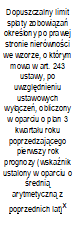 Dopuszczalny limit
spłaty zobowiązań
określony po prawej
stronie nierówności
we wzorze, o którym
mowa w art. 243
ustawy, po
uwzględnieniu
ustawowych
wyłączeń, obliczony
w oparciu o plan 3
kwartału roku
poprzedzającego
pierwszy rok
prognozy (wskaźnik
ustalony w oparciu o
średnią
arytmetyczną z
poprzednich lat)x